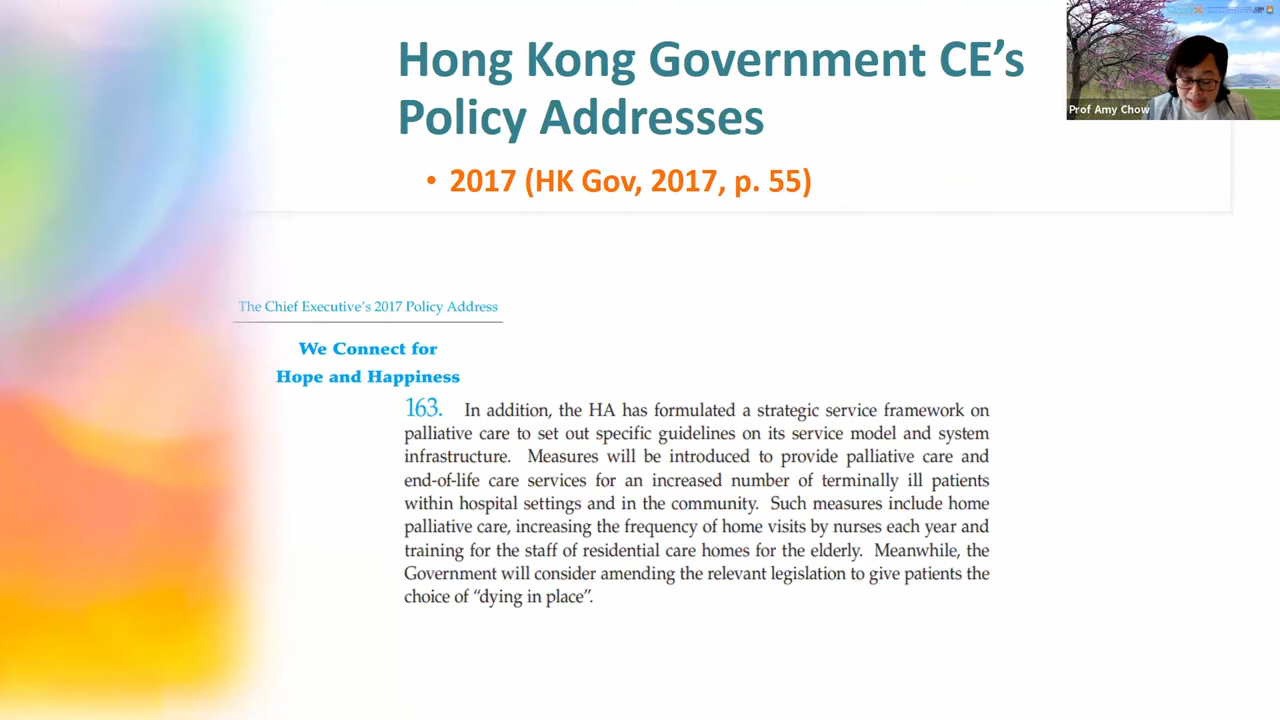 Hong Kong Government CE’s
Policy Addresses
• 2017 (HK Gov, 2017, p. 55)
Prof Amy Chow
The Chief Executive’s 2017 Policy Address
We Connect for
Hope and Happiness
163. In addition, the HA has formulated a strategic service framework on
palliative care to set out specific guidelines on its service model and system
infrastructure. Measures will be introduced to provide palliative care and
end-of-life care services for an increased number of terminally ill patients
within hospital settings and in the community. Such measures include home
palliative care, increasing the frequency of home visits by nurses each year and
training for the staff of residential care homes for the elderly. Meanwhile, the
Government will consider amending the relevant legislation to give patients the
choice of “dying in place”.